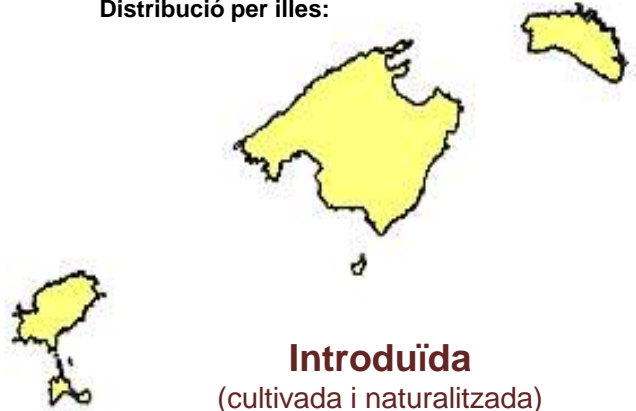 Distribució per illes:
Introduïda
(cultivada i naturalitzada)